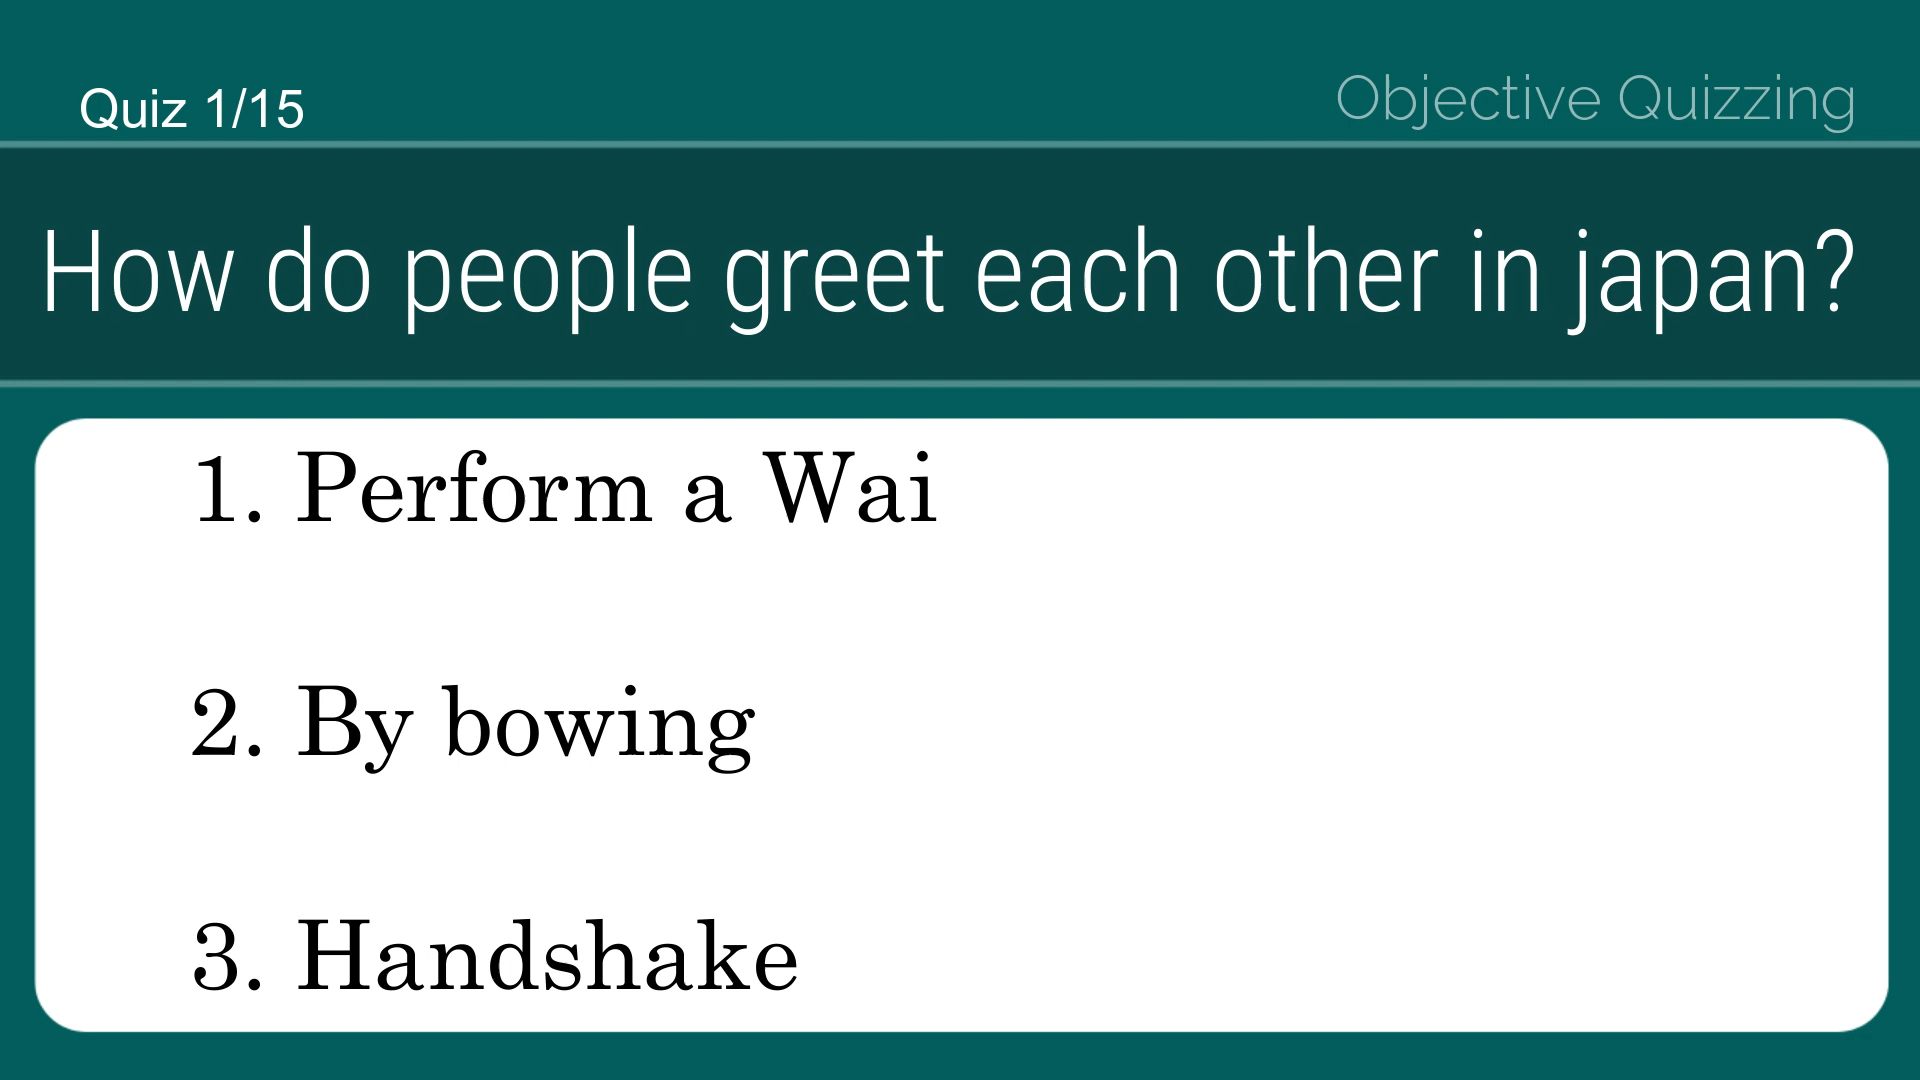 Quiz 1/15
Objective Quizzing
How do people greet each other in japan?
1. Perform a Wai
2. By bowing
3. Handshake